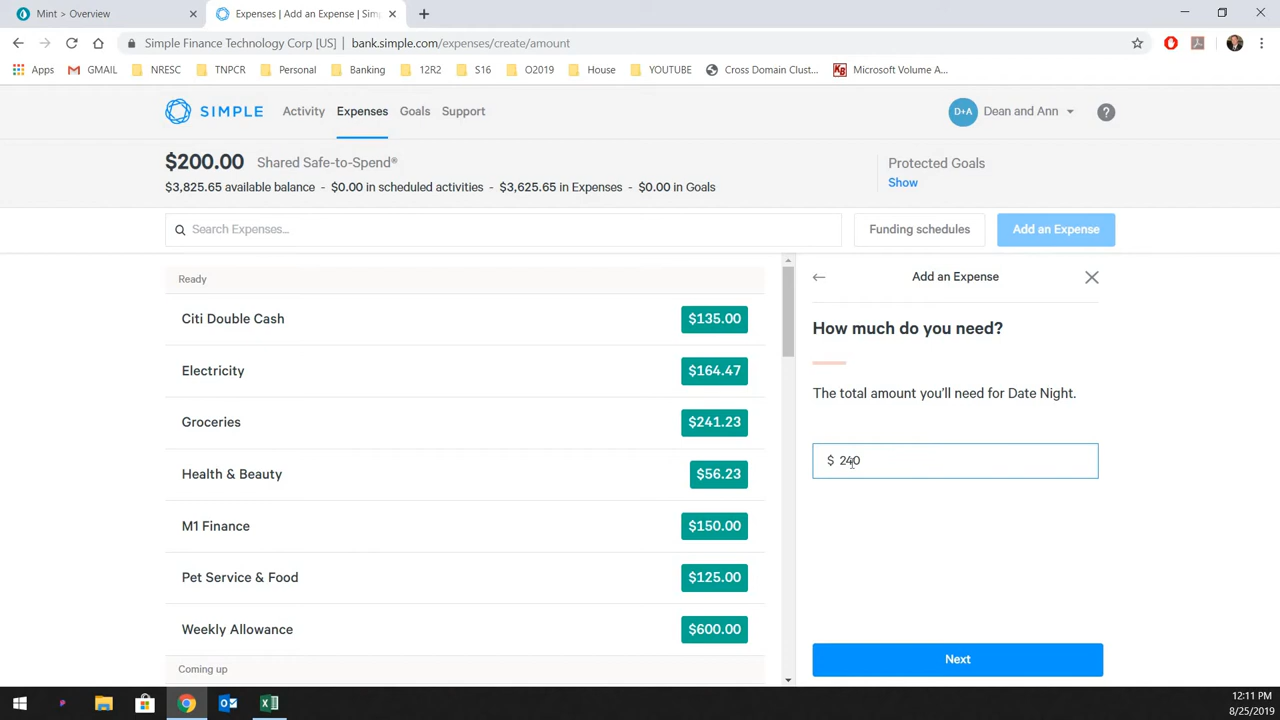 Mint > Overview
Expenses | Add an Expense | Sim
Simple Finance Technology Corp [US] | bank.simple.com/expenses/create/amount
Apps GMAIL NRESC TNPCR Personal Banking 12R2 S16 O2019 House YOUTUBE Cross Domain Clust... Microsoft Volume A...
SIMPLE Activity Expenses Goals Support D+A Dean and Ann ?
$200.00 Shared Safe-to-Spend®
$3,825.65 available balance - $0.00 in scheduled activities - $3,625.65 in Expenses - $0.00 in Goals
Protected Goals
Show
Search Expenses... Funding schedules Add an Expense
Ready
Citi Double Cash $135.00
Electricity $164.47
Groceries $241.23
Health & Beauty $56.23
M1 Finance $150.00
Pet Service & Food $125.00
Weekly Allowance $600.00
Coming up
Add an Expense
How much do you need?
The total amount you'll need for Date Night.
$ 240
Next
12:11 PM
8/25/2019